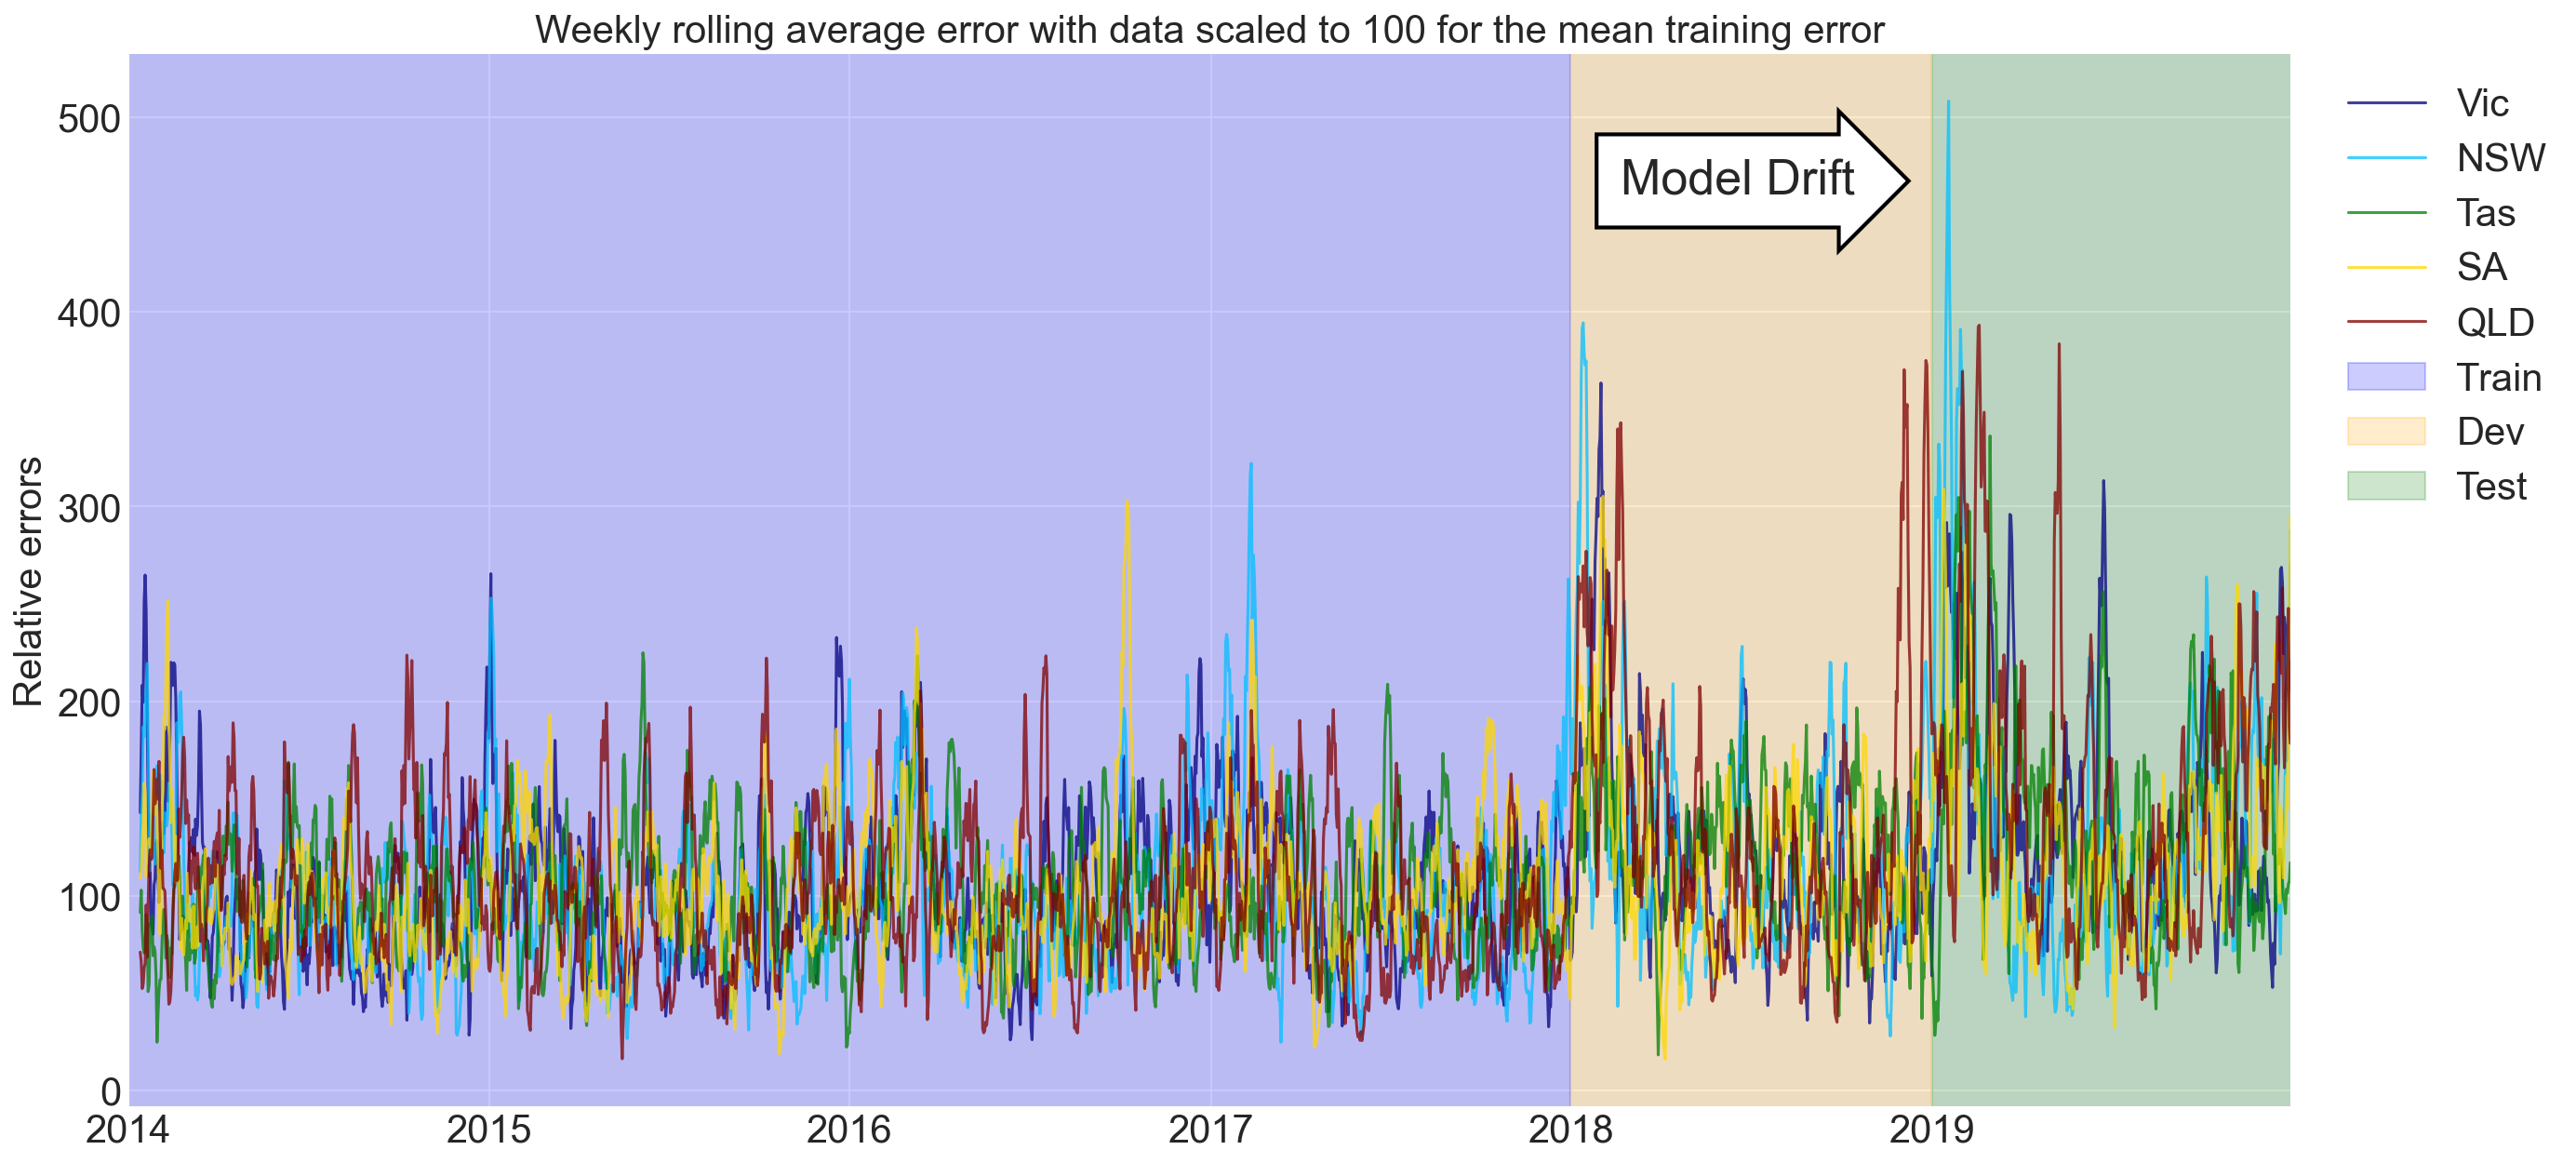 Weekly rolling average error with data scaled to 100 for the mean training error
Relative errors
500
400
300
200
100
0
2014
2015
2016
2017
2018
2019
Model Drift
Vic
NSW
Tas
SA
QLD
Train
Dev
Test